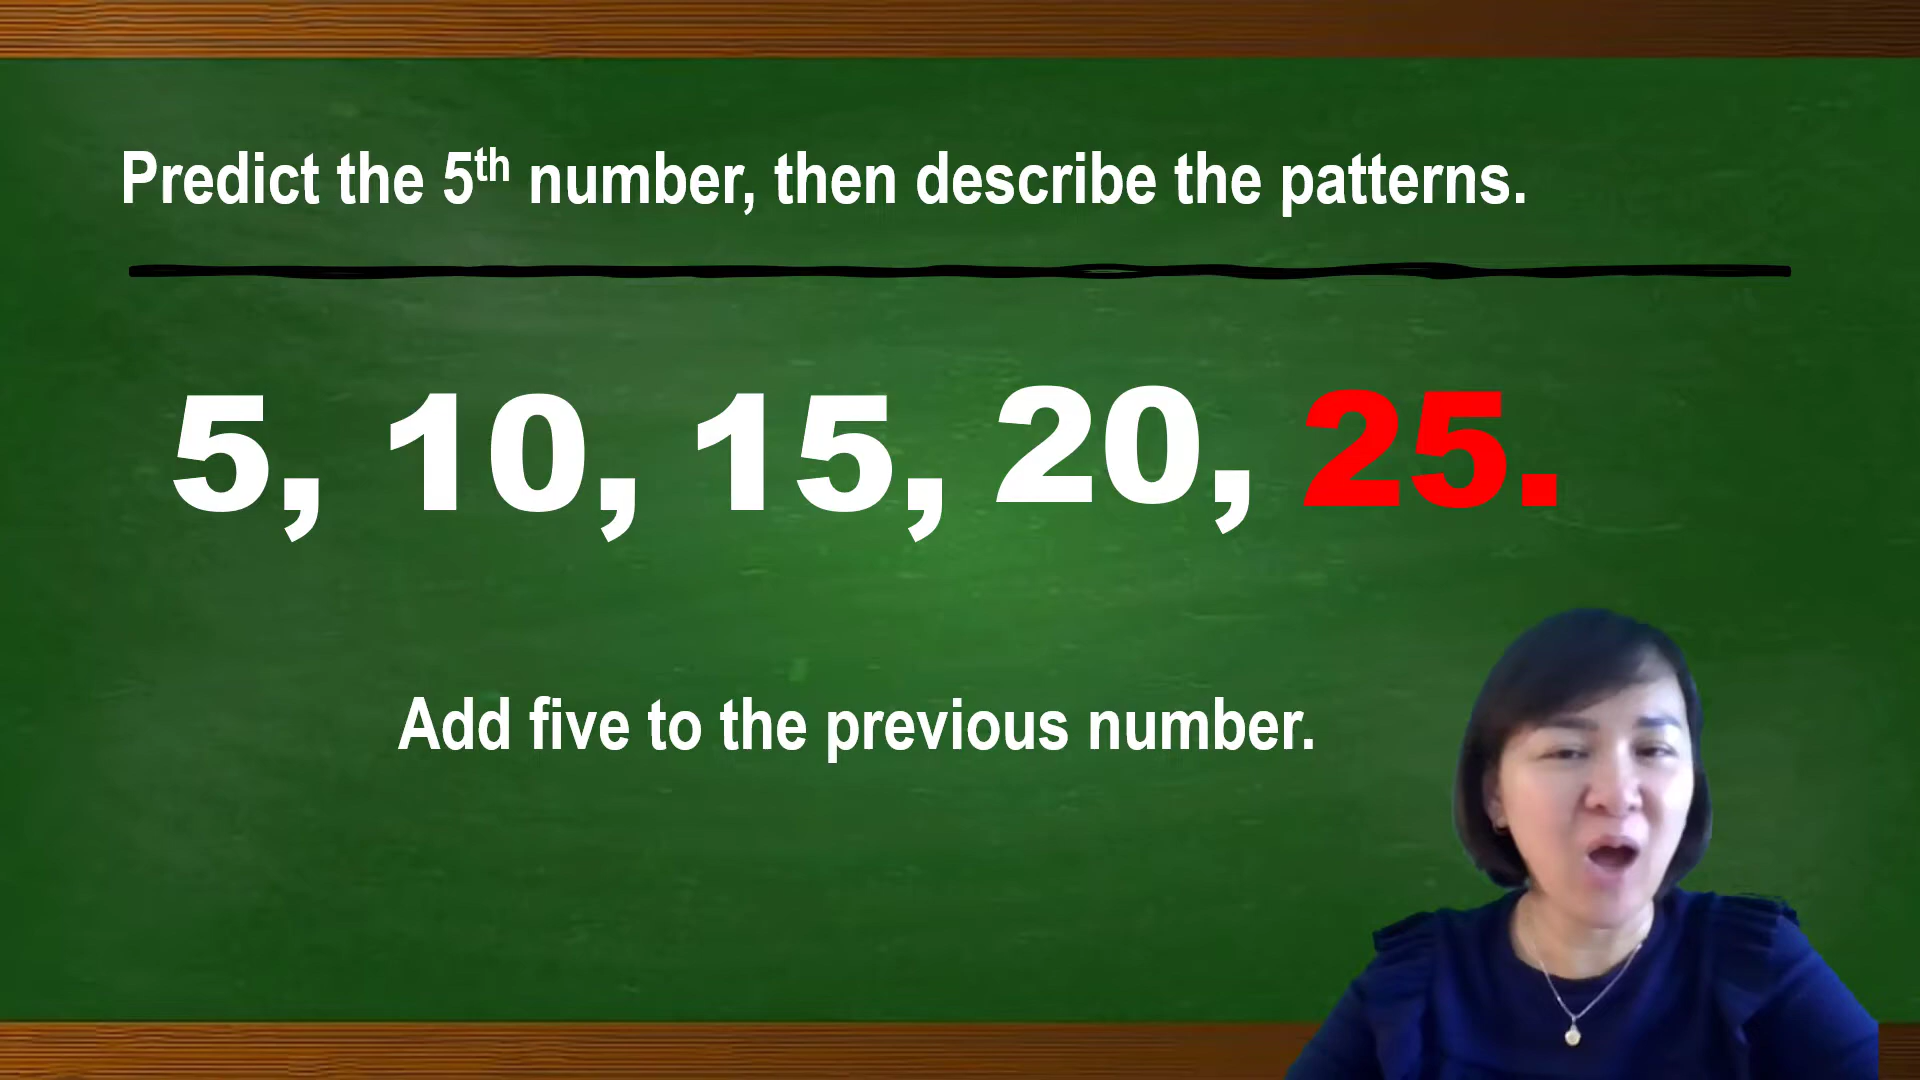 Predict the 5th number, then describe the patterns.
5, 10, 15, 20, 25.
Add five to the previous number.